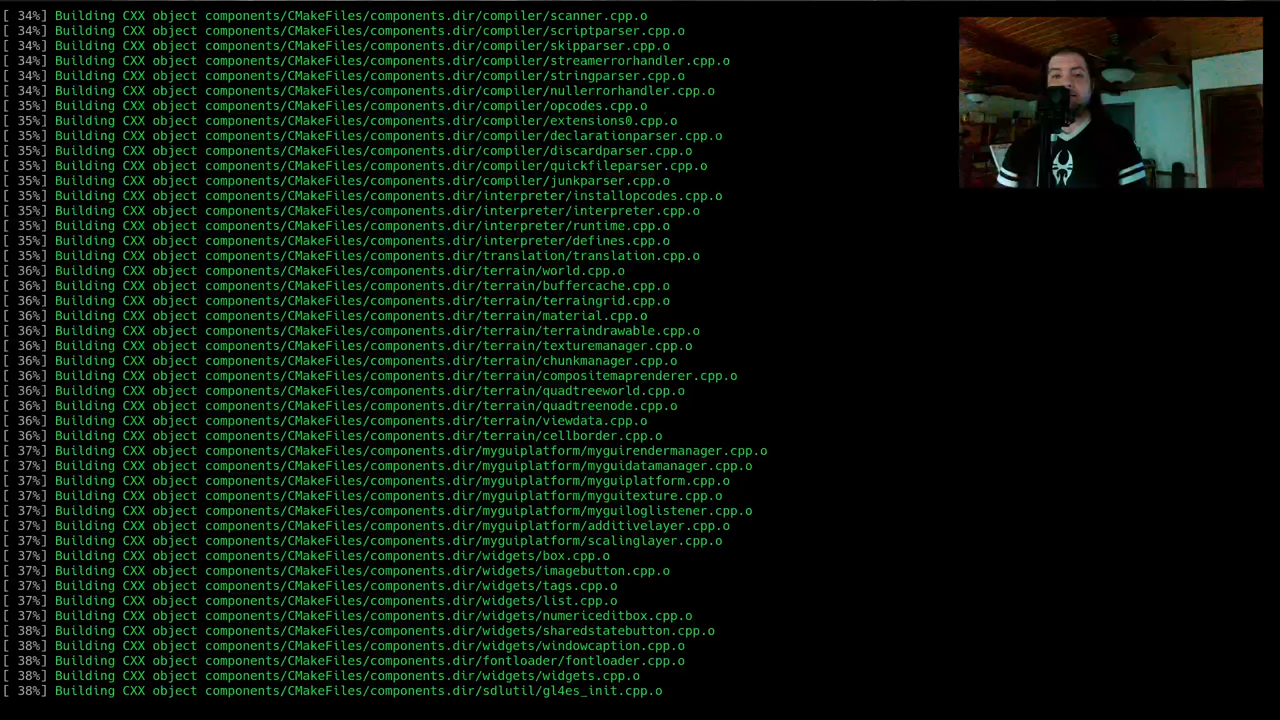 [ 34%] Building CXX object components/CMakeFiles/components.dir/compiler/scanner.cpp.o
[ 34%] Building CXX object components/CMakeFiles/components.dir/compiler/scriptparser.cpp.o
[ 34%] Building CXX object components/CMakeFiles/components.dir/compiler/skipparser.cpp.o
[ 34%] Building CXX object components/CMakeFiles/components.dir/compiler/streamerrorhandler.cpp.o
[ 34%] Building CXX object components/CMakeFiles/components.dir/compiler/stringparser.cpp.o
[ 34%] Building CXX object components/CMakeFiles/components.dir/compiler/nullerrorhandler.cpp.o
[ 35%] Building CXX object components/CMakeFiles/components.dir/compiler/opcodes.cpp.o
[ 35%] Building CXX object components/CMakeFiles/components.dir/compiler/extensions0.cpp.o
[ 35%] Building CXX object components/CMakeFiles/components.dir/compiler/declarationparser.cpp.o
[ 35%] Building CXX object components/CMakeFiles/components.dir/compiler/discardparser.cpp.o
[ 35%] Building CXX object components/CMakeFiles/components.dir/compiler/quickfileparser.cpp.o
[ 35%] Building CXX object components/CMakeFiles/components.dir/compiler/junkparser.cpp.o
[ 35%] Building CXX object components/CMakeFiles/components.dir/interpreter/installopcodes.cpp.o
[ 35%] Building CXX object components/CMakeFiles/components.dir/interpreter/interpreter.cpp.o
[ 35%] Building CXX object components/CMakeFiles/components.dir/interpreter/runtime.cpp.o
[ 35%] Building CXX object components/CMakeFiles/components.dir/interpreter/defines.cpp.o
[ 35%] Building CXX object components/CMakeFiles/components.dir/translation/translation.cpp.o
[ 36%] Building CXX object components/CMakeFiles/components.dir/terrain/world.cpp.o
[ 36%] Building CXX object components/CMakeFiles/components.dir/terrain/buffercache.cpp.o
[ 36%] Building CXX object components/CMakeFiles/components.dir/terrain/terraingrid.cpp.o
[ 36%] Building CXX object components/CMakeFiles/components.dir/terrain/material.cpp.o
[ 36%] Building CXX object components/CMakeFiles/components.dir/terrain/terraindrawable.cpp.o
[ 36%] Building CXX object components/CMakeFiles/components.dir/terrain/texturemanager.cpp.o
[ 36%] Building CXX object components/CMakeFiles/components.dir/terrain/chunkmanager.cpp.o
[ 36%] Building CXX object components/CMakeFiles/components.dir/terrain/compositemaprenderer.cpp.o
[ 36%] Building CXX object components/CMakeFiles/components.dir/terrain/quadtreeworld.cpp.o
[ 36%] Building CXX object components/CMakeFiles/components.dir/terrain/quadtreenode.cpp.o
[ 36%] Building CXX object components/CMakeFiles/components.dir/terrain/viewdata.cpp.o
[ 36%] Building CXX object components/CMakeFiles/components.dir/terrain/cellborder.cpp.o
[ 37%] Building CXX object components/CMakeFiles/components.dir/myguiplatform/myguirendermanager.cpp.o
[ 37%] Building CXX object components/CMakeFiles/components.dir/myguiplatform/myguidatamanager.cpp.o
[ 37%] Building CXX object components/CMakeFiles/components.dir/myguiplatform/myguiplatform.cpp.o
[ 37%] Building CXX object components/CMakeFiles/components.dir/myguiplatform/myguitexture.cpp.o
[ 37%] Building CXX object components/CMakeFiles/components.dir/myguiplatform/myguiloglistener.cpp.o
[ 37%] Building CXX object components/CMakeFiles/components.dir/myguiplatform/additivelayer.cpp.o
[ 37%] Building CXX object components/CMakeFiles/components.dir/myguiplatform/scalinglayer.cpp.o
[ 37%] Building CXX object components/CMakeFiles/components.dir/widgets/box.cpp.o
[ 37%] Building CXX object components/CMakeFiles/components.dir/widgets/imagebutton.cpp.o
[ 37%] Building CXX object components/CMakeFiles/components.dir/widgets/tags.cpp.o
[ 37%] Building CXX object components/CMakeFiles/components.dir/widgets/list.cpp.o
[ 37%] Building CXX object components/CMakeFiles/components.dir/widgets/numericeditbox.cpp.o
[ 38%] Building CXX object components/CMakeFiles/components.dir/widgets/sharedstatebutton.cpp.o
[ 38%] Building CXX object components/CMakeFiles/components.dir/widgets/windowcaption.cpp.o
[ 38%] Building CXX object components/CMakeFiles/components.dir/fontloader/fontloader.cpp.o
[ 38%] Building CXX object components/CMakeFiles/components.dir/widgets/widgets.cpp.o
[ 38%] Building CXX object components/CMakeFiles/components.dir/sdlutil/gl4es_init.cpp.o